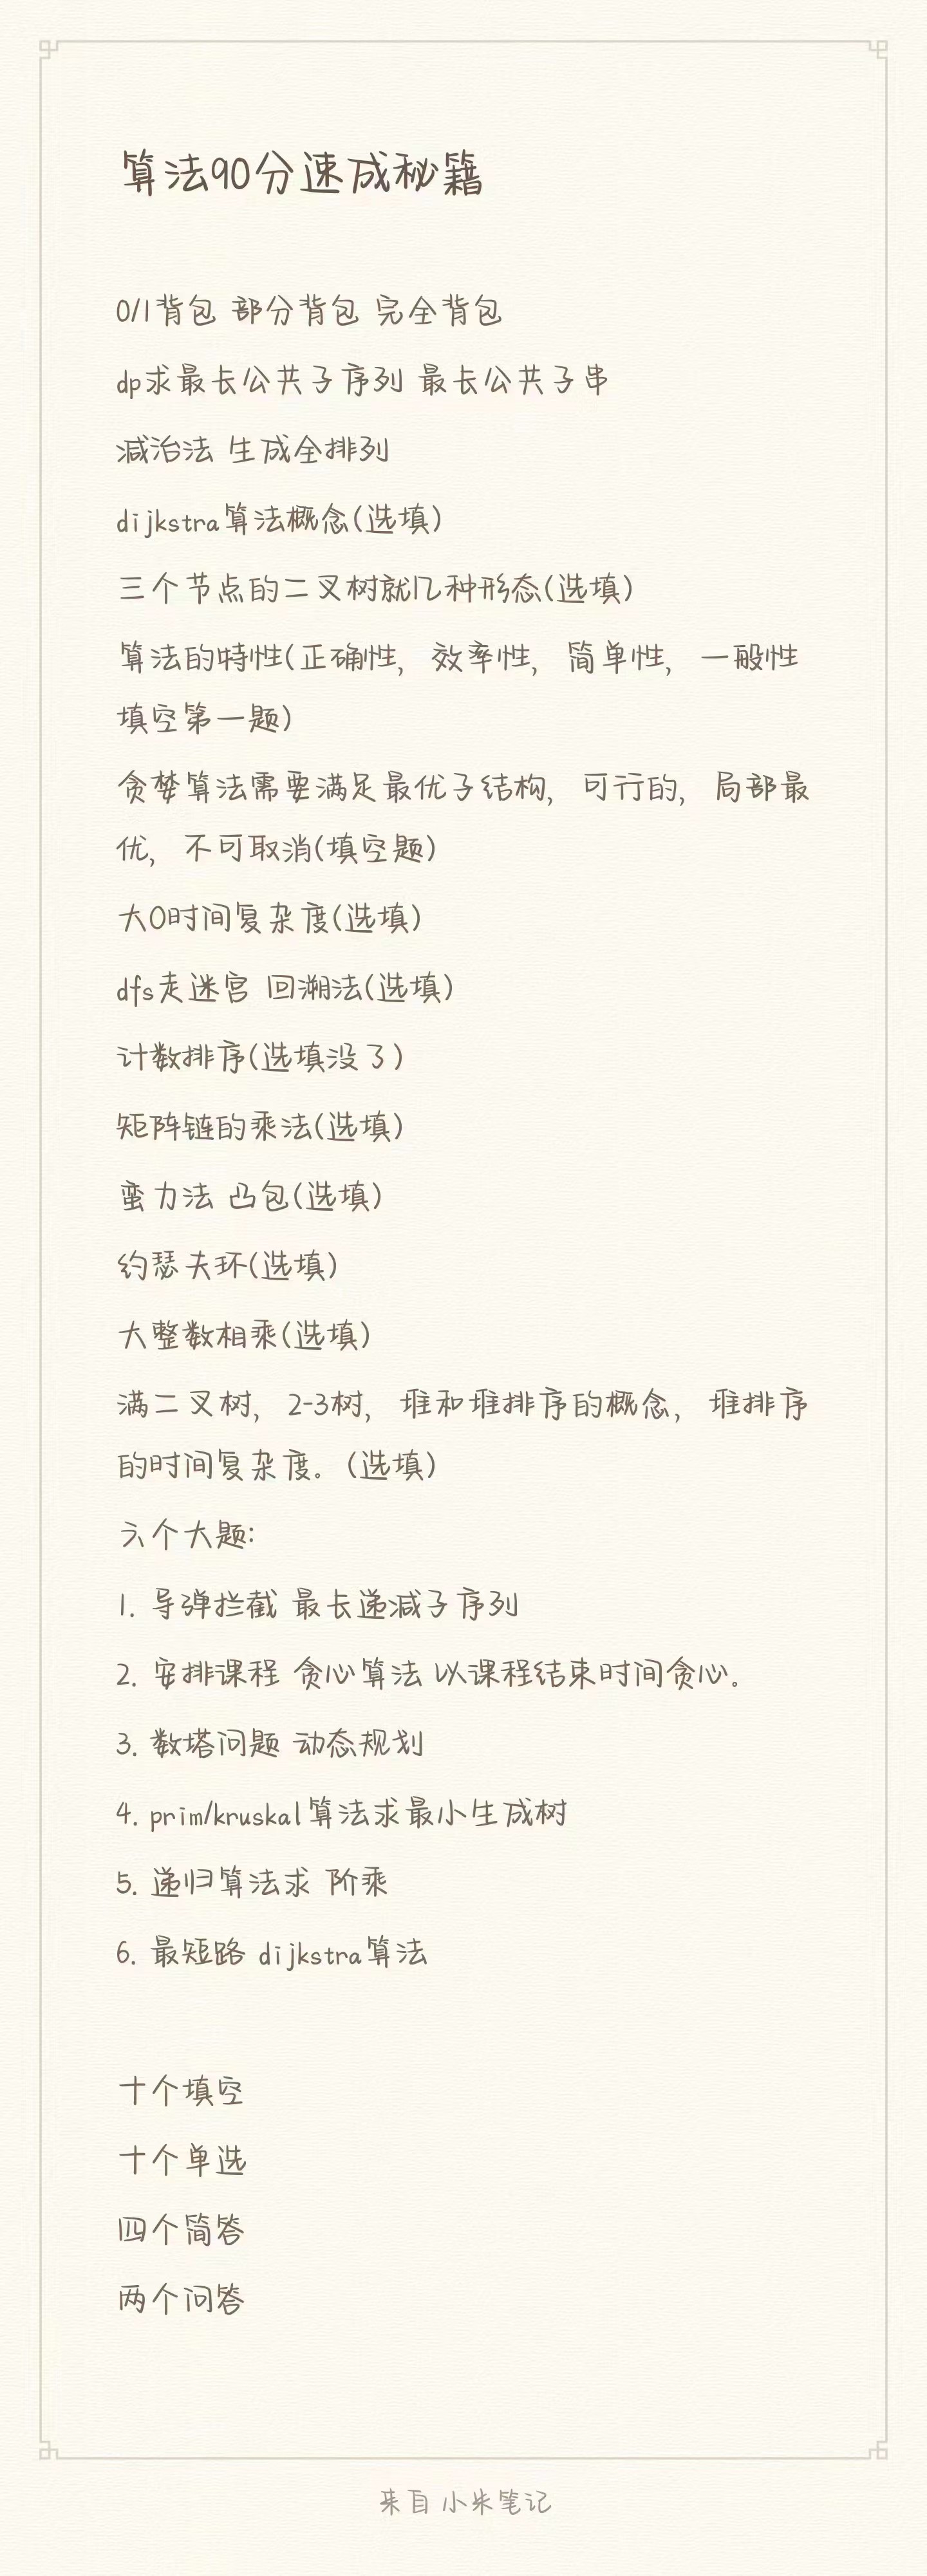 算法90分速成秘籍
0/1背包 部分背包 完全背包
dp求最长公共子序列 最长公共子串
减治法 生成全排列
dijkstra算法概念(选填)
三个节点的二叉树就几种形态(选填)
算法的特性(正确性, 效率性, 简单性, 一般性
填空第一题)
贪婪算法需要满足最优子结构, 可行的, 局部最
优, 不可取消(填空题)
大O时间复杂度(选填)
dfs走迷宫 回溯法(选填)
计数排序(选填没了)
矩阵链的乘法(选填)
蛮力法 凸包(选填)
约瑟夫环(选填)
大整数相乘(选填)
满二叉树, 2-3树, 堆和堆排序的概念, 堆排序
的时间复杂度。(选填)
六个大题:
1. 导弹拦截 最长递减子序列
2. 安排课程 贪心算法 以课程结束时间贪心。
3. 数塔问题 动态规划
4. prim/kruskal算法求最小生成树
5. 递归算法求 阶乘
6. 最短路 dijkstra算法
十个填空
十个单选
四个简答
两个问答
来自 小米笔记